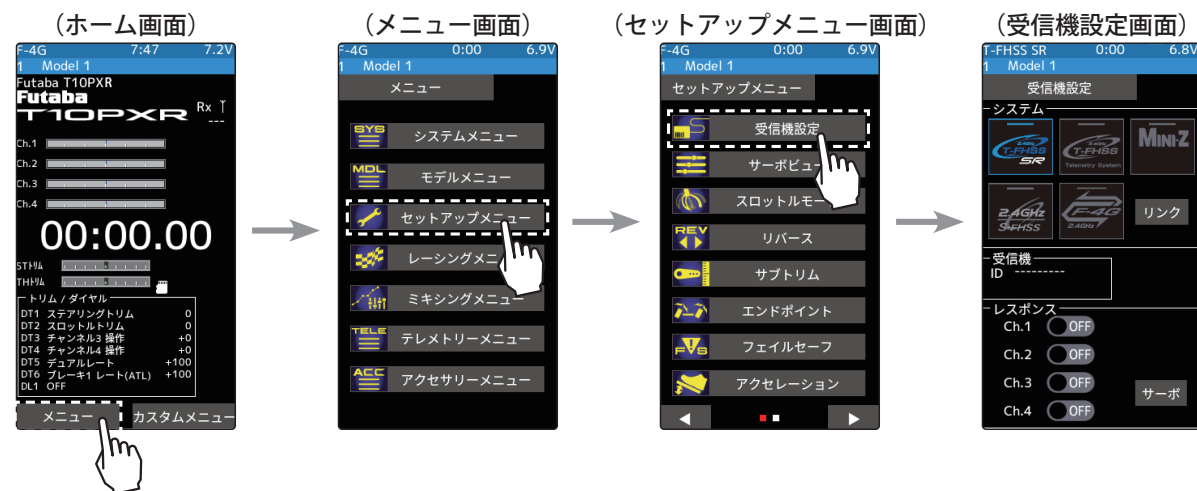 (ホーム画面)
F-4G 7:47 7.2V
1 Model 1
Futaba T10PXR
Futaba
T10PXR
Rx
---
Ch.1
Ch.2
Ch.3
Ch.4
00:00.00
STトリム
THトリム
トリム / ダイヤル
DT1 ステアリングトリム 0
DT2 スロットルトリム 0
DT3 チャンネル3 操作 +0
DT4 チャンネル4 操作 +0
DT5 デュアルレート +100
DT6 ブレーキ1 レート(ATL) +100
DL1 OFF
メニュー カスタムメニュー
(メニュー画面)
F-4G 0:00 6.9V
1 Model 1
メニュー
SYS システムメニュー
MDL モデルメニュー
セットアップメニュー
レーシングメニ
ミキシングメニュー
TELE テレメトリーメニュー
ACC アクセサリーメニュー
(セットアップメニュー画面)
F-4G 0:00 6.9V
1 Model 1
セットアップメニュー
受信機設定
サーボビュー
スロットルモー
REV リバース
サブトリム
エンドポイント
F/S フェイルセーフ
アクセレーション
(受信機設定画面)
T-FHSS SR 0:00 6.8V
1 Model 1
受信機設定
システム
2.4GHz T-FHSS SR
2.4GHz T-FHSS Telemetry System
MINI-Z
2.4GHz S-FHSS
F-4G 2.4GHz
リンク
受信機
ID ---------
レスポンス
Ch.1 OFF
Ch.2 OFF
Ch.3 OFF
Ch.4 OFF
サーボ